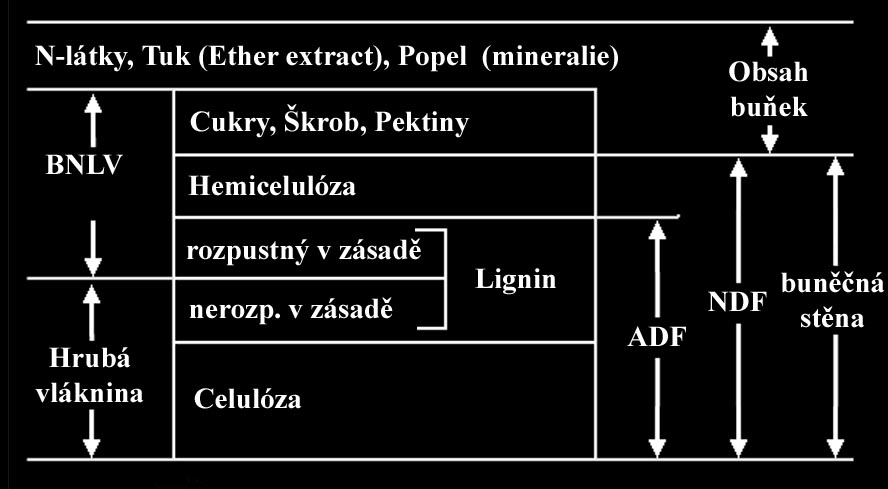 N-látky, Tuk (Ether extract), Popel (mineralie)
Obsah
buňek
Cukry, Škrob, Pektiny
BNLV
Hemicelulóza
rozpustný v zásadě
Lignin
nerozp. v zásadě
NDF
buněčná
stěna
ADF
Hrubá
vláknina
Celulóza